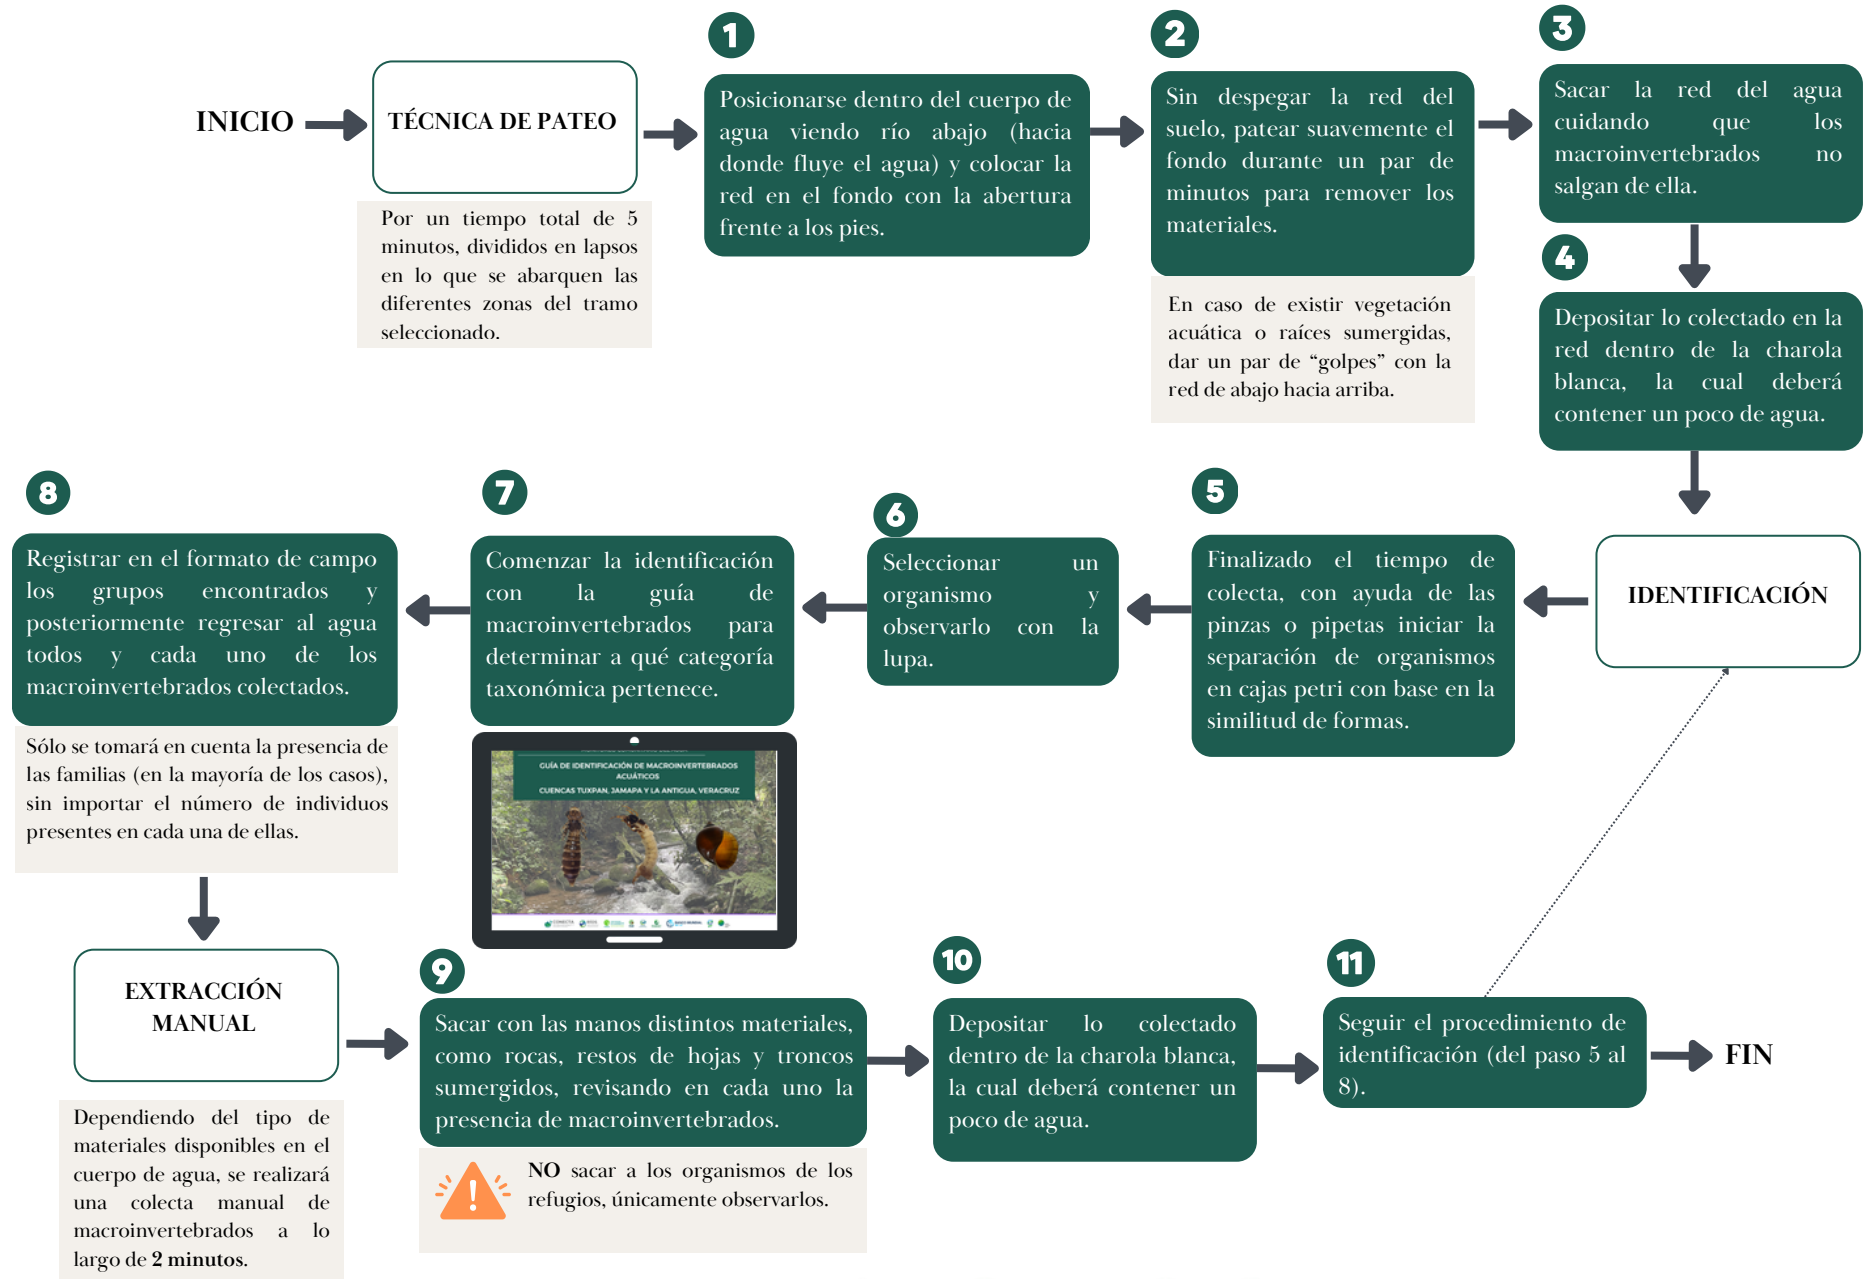 INICIO
TÉCNICA DE PATEO
Por un tiempo total de 5
minutos, divididos en lapsos
en lo que se abarquen las
diferentes zonas del tramo
seleccionado.
1
Posicionarse dentro del cuerpo de
agua viendo río abajo (hacia
donde fluye el agua) y colocar la
red en el fondo con la abertura
frente a los pies.
2
Sin despegar la red del
suelo, patear suavemente el
fondo durante un par de
minutos para remover los
materiales.
En caso de existir vegetación
acuática o raíces sumergidas,
dar un par de “golpes” con la
red de abajo hacia arriba.
3
Sacar la red del agua
cuidando que los
macroinvertebrados no
salgan de ella.
4
Depositar lo colectado en la
red dentro de la charola
blanca, la cual deberá
contener un poco de agua.
IDENTIFICACIÓN
5
Finalizado el tiempo de
colecta, con ayuda de las
pinzas o pipetas iniciar la
separación de organismos
en cajas petri con base en la
similitud de formas.
6
Seleccionar un
organismo y
observarlo con la
lupa.
7
Comenzar la identificación
con la guía de
macroinvertebrados para
determinar a qué categoría
taxonómica pertenece.
GUÍA DE IDENTIFICACIÓN DE MACROINVERTEBRADOS
ACUÁTICOS
CUENCAS TUXPAN, JAMAPA Y LA ANTIGUA, VERACRUZ
8
Registrar en el formato de campo
los grupos encontrados y
posteriormente regresar al agua
todos y cada uno de los
macroinvertebrados colectados.
Sólo se tomará en cuenta la presencia de
las familias (en la mayoría de los casos),
sin importar el número de individuos
presentes en cada una de ellas.
EXTRACCIÓN
MANUAL
Dependiendo del tipo de
materiales disponibles en el
cuerpo de agua, se realizará
una colecta manual de
macroinvertebrados a lo
largo de 2 minutos.
9
Sacar con las manos distintos materiales,
como rocas, restos de hojas y troncos
sumergidos, revisando en cada uno la
presencia de macroinvertebrados.
NO sacar a los organismos de los
refugios, únicamente observarlos.
10
Depositar lo colectado
dentro de la charola blanca,
la cual deberá contener un
poco de agua.
11
Seguir el procedimiento de
identificación (del paso 5 al
8).
FIN